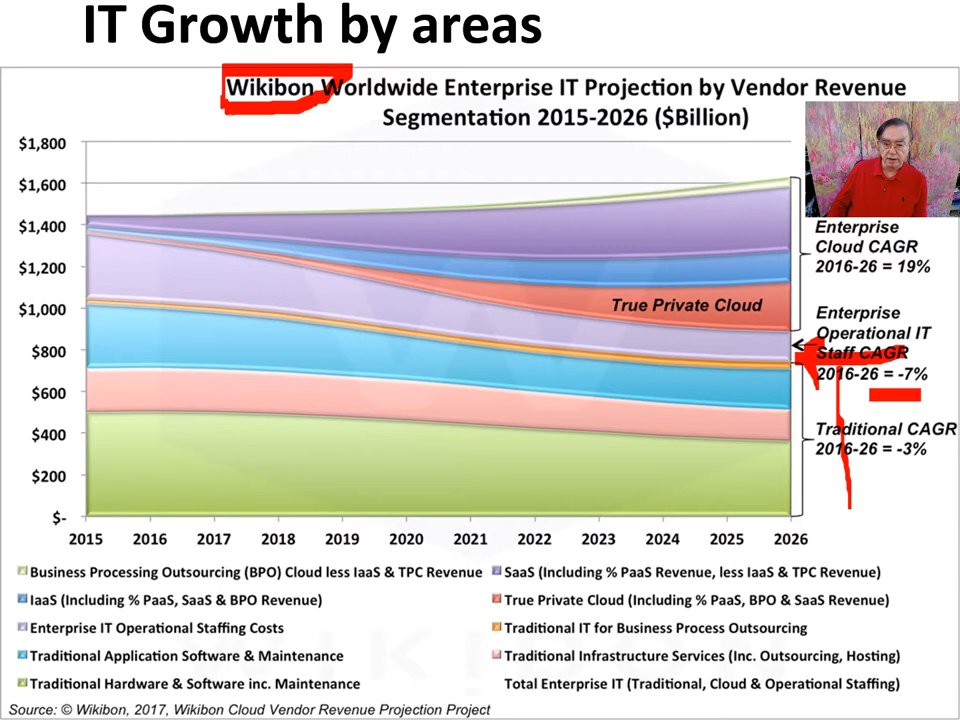 IT Growth by areas
Wikibon Worldwide Enterprise IT Projection by Vendor Revenue
Segmentation 2015-2026 ($Billion)
$1,800
$1,600
$1,400
$1,200
$1,000
$800
$600
$400
$200
$-
2015 2016 2017 2018 2019 2020 2021 2022 2023 2024 2025 2026
True Private Cloud
Enterprise
Cloud CAGR
2016-26 = 19%
Enterprise
Operational IT
Staff CAGR
2016-26 = -7%
Traditional CAGR
2016-26 = -3%
Business Processing Outsourcing (BPO) Cloud less IaaS & TPC Revenue
SaaS (Including % PaaS Revenue, less IaaS & TPC Revenue)
IaaS (Including % PaaS, SaaS & BPO Revenue)
True Private Cloud (Including % PaaS, BPO & SaaS Revenue)
Enterprise IT Operational Staffing Costs
Traditional IT for Business Process Outsourcing
Traditional Application Software & Maintenance
Traditional Infrastructure Services (Inc. Outsourcing, Hosting)
Traditional Hardware & Software inc. Maintenance
Total Enterprise IT (Traditional, Cloud & Operational Staffing)
Source: © Wikibon, 2017, Wikibon Cloud Vendor Revenue Projection Project